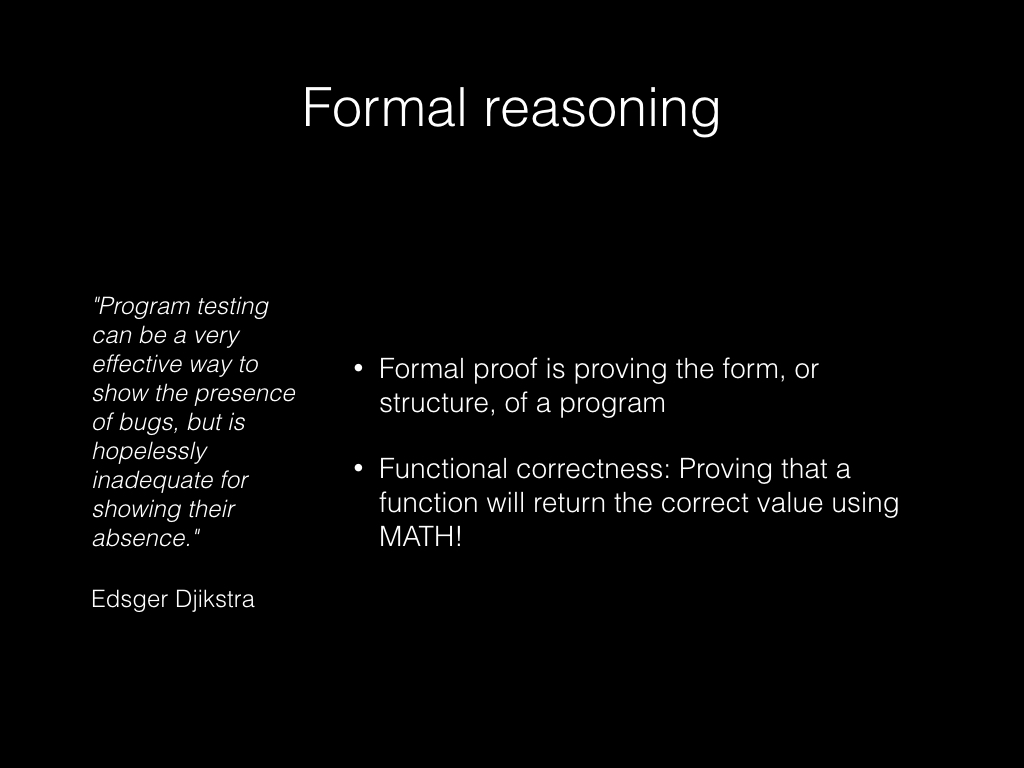 Formal reasoning
"Program testing
can be a very
effective way to
show the presence
of bugs, but is
hopelessly
inadequate for
showing their
absence."
Edsger Djikstra
• Formal proof is proving the form, or
structure, of a program
• Functional correctness: Proving that a
function will return the correct value using
MATH!